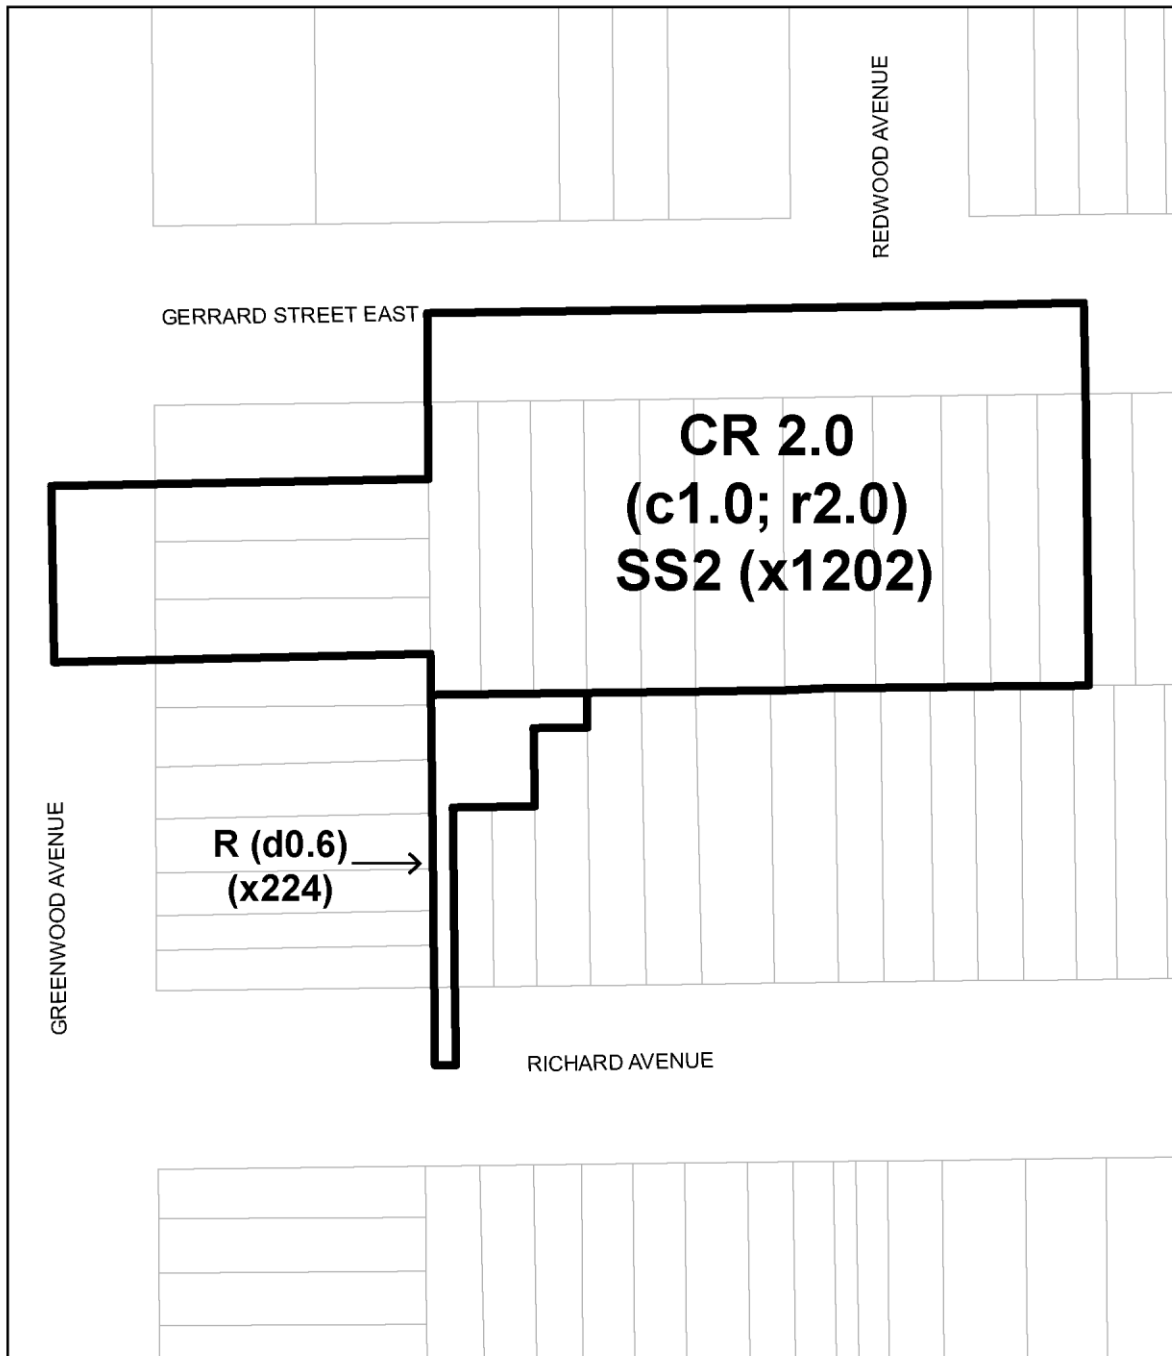 REDWOOD AVENUE
GERRARD STREET EAST
CR 2.0
(c1.0; r2.0)
SS2 (x1202)
GREENWOOD AVENUE
R (d0.6)
(x224)
RICHARD AVENUE